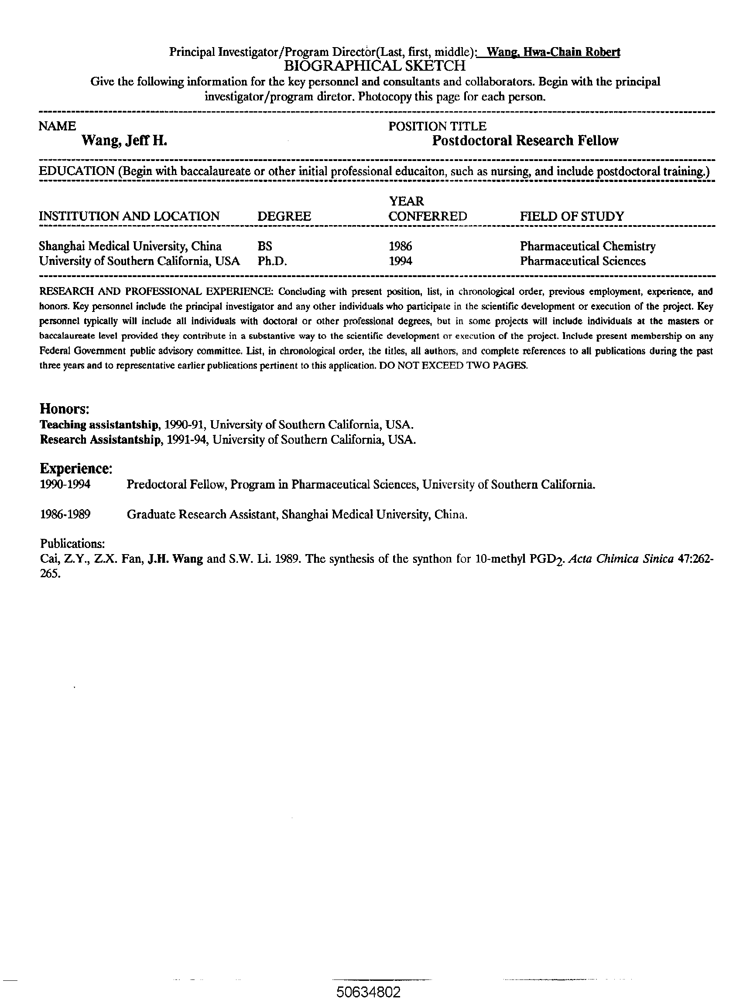 Principal Investigator/Program Director(Last, first, middle): Wang, Hwa-Chain Robert
BIOGRAPHICAL SKETCH
Give the following information for the key personnel and consultants and collaborators. Begin with the principal
investigator/program diretor. Photocopy this page for each person.
NAME POSITION TITLE
Wang, Jeff H. Postdoctoral Research Fellow
EDUCATION (Begin with baccalaureate or other initial professional educaiton, such as nursing, and include postdoctoral training.)
YEAR
INSTITUTION AND LOCATION DEGREE CONFERRED FIELD OF STUDY
Shanghai Medical University, China BS 1986 Pharmaceutical Chemistry
University of Southern California, USA Ph.D. 1994 Pharmaceutical Sciences
RESEARCH AND PROFESSIONAL EXPERIENCE: Concluding with present position, list, in chronological order, previous employment, experience, and
honors. Key personnel include the principal investigator and any other individuals who participate in the scientific development or execution of the project. Key
personnel typically will include all individuals with doctoral or other professional degrees, but in some projects will include individuals at the masters or
baccalaureate level provided they contribute in a substantive way to the scientific development or execution of the project. Include present membership on any
Federal Government public advisory committee. List, in chronological order, the titles, all authors, and complete references to all publications during the past
three years and to representative earlier publications pertinent to this application. DO NOT EXCEED TWO PAGES.
Honors:
Teaching assistantship, 1990-91, University of Southern California, USA.
Research Assistantship, 1991-94, University of Southern California, USA.
Experience:
1990-1994 Predoctoral Fellow, Program in Pharmaceutical Sciences, University of Southern California.
1986-1989 Graduate Research Assistant, Shanghai Medical University, China.
Publications:
Cai, Z.Y., Z.X. Fan, J.H. Wang and S.W. Li. 1989. The synthesis of the synthon for 10-methyl PGD2. Acta Chimica Sinica 47:262-
265.
50634802